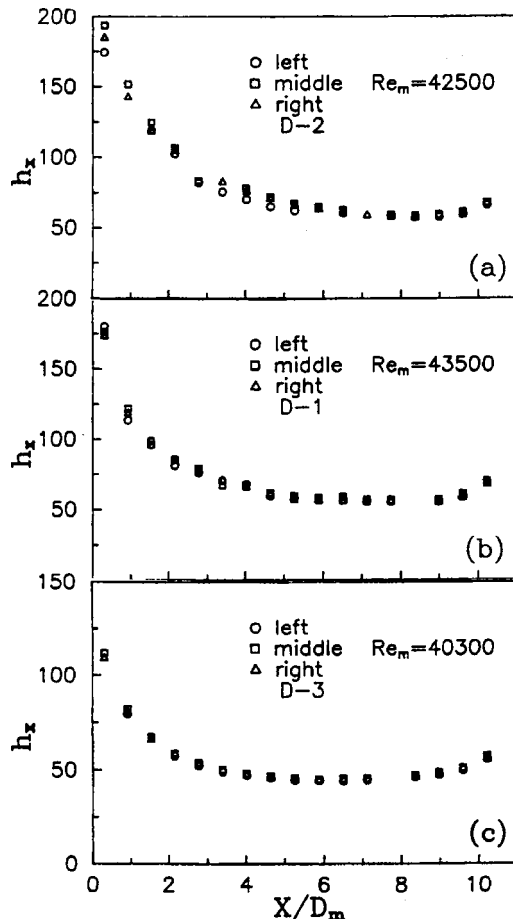 200
150
100
50
h_x
○ left
□ middle Re_m=42500
△ right
D-2
(a)
200
150
100
50
h_x
○ left
□ middle Re_m=43500
△ right
D-1
(b)
150
100
50
0
h_x
○ left
□ middle Re_m=40300
△ right
D-3
(c)
0 2 4 6 8 10
X/D_m